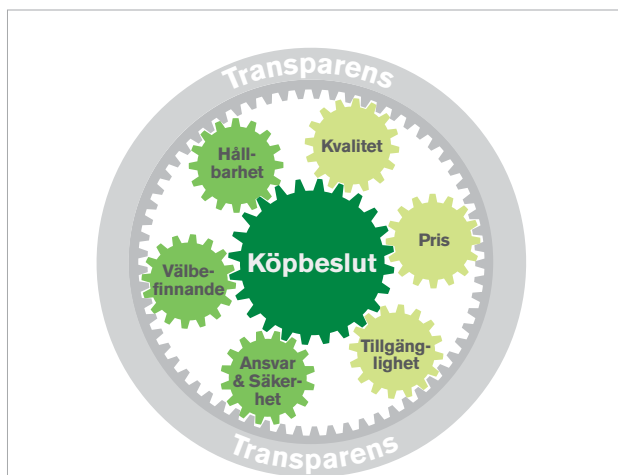 Transparens
Kvalitet
Håll-
barhet
Pris
Köpbeslut
Välbe-
finnande
Tillgäng-
lighet
Ansvar
& Säker-
het
Transparens